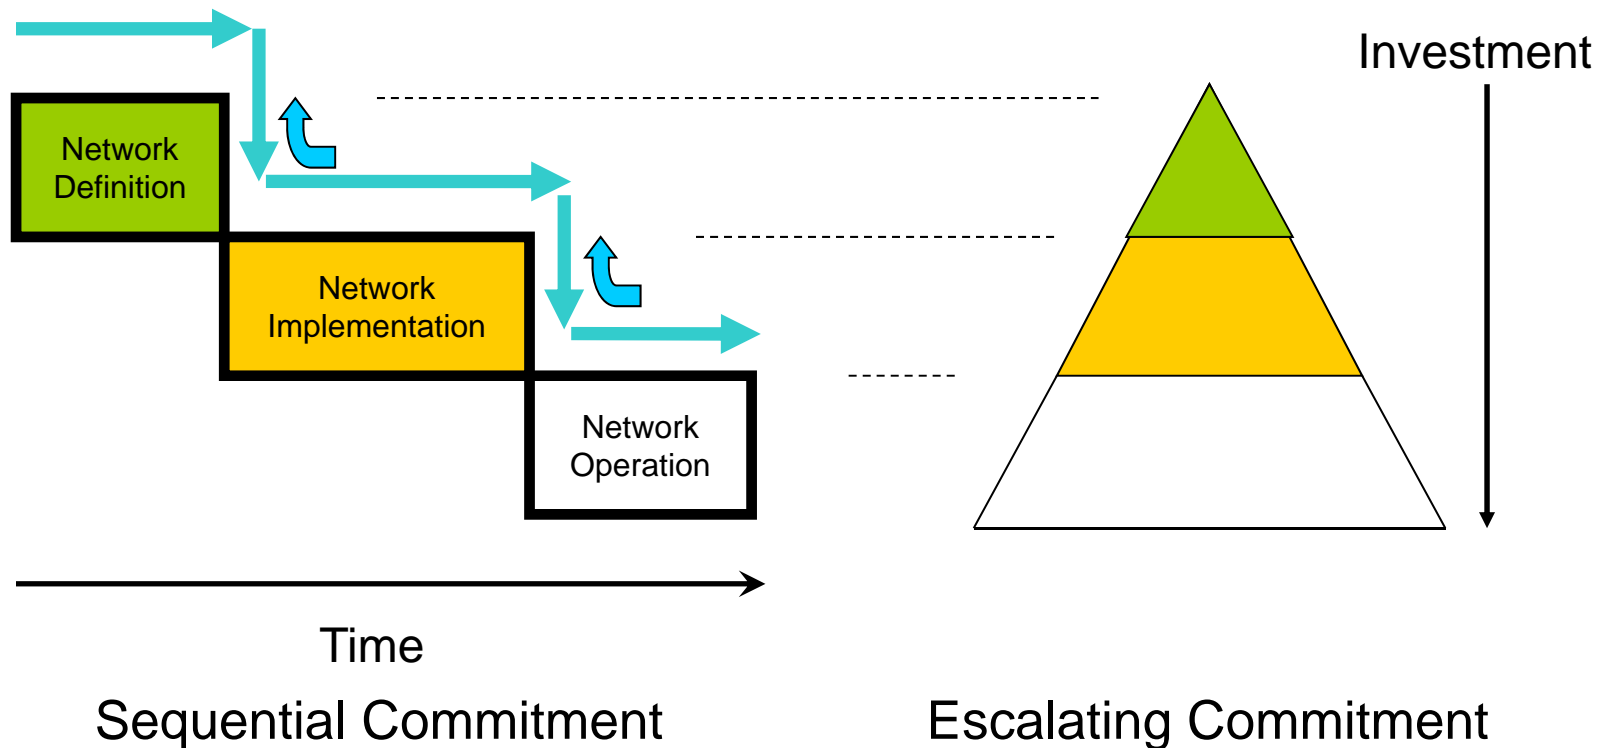 Investment
Network
Definition
Network
Implementation
Network
Operation
Time
Sequential Commitment
Escalating Commitment